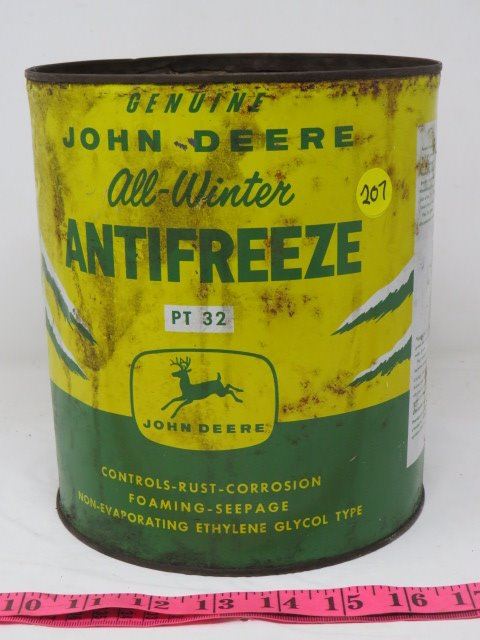 GENUINE
JOHN DEERE
All-Winter
207
ANTIFREEZE
PT 32
JOHN DEERE
CONTROLS-RUST-CORROSION
FOAMING-SEEPAGE
NON-EVAPORATING ETHYLENE GLYCOL TYPE
10 11 12 13 14 15 16 17